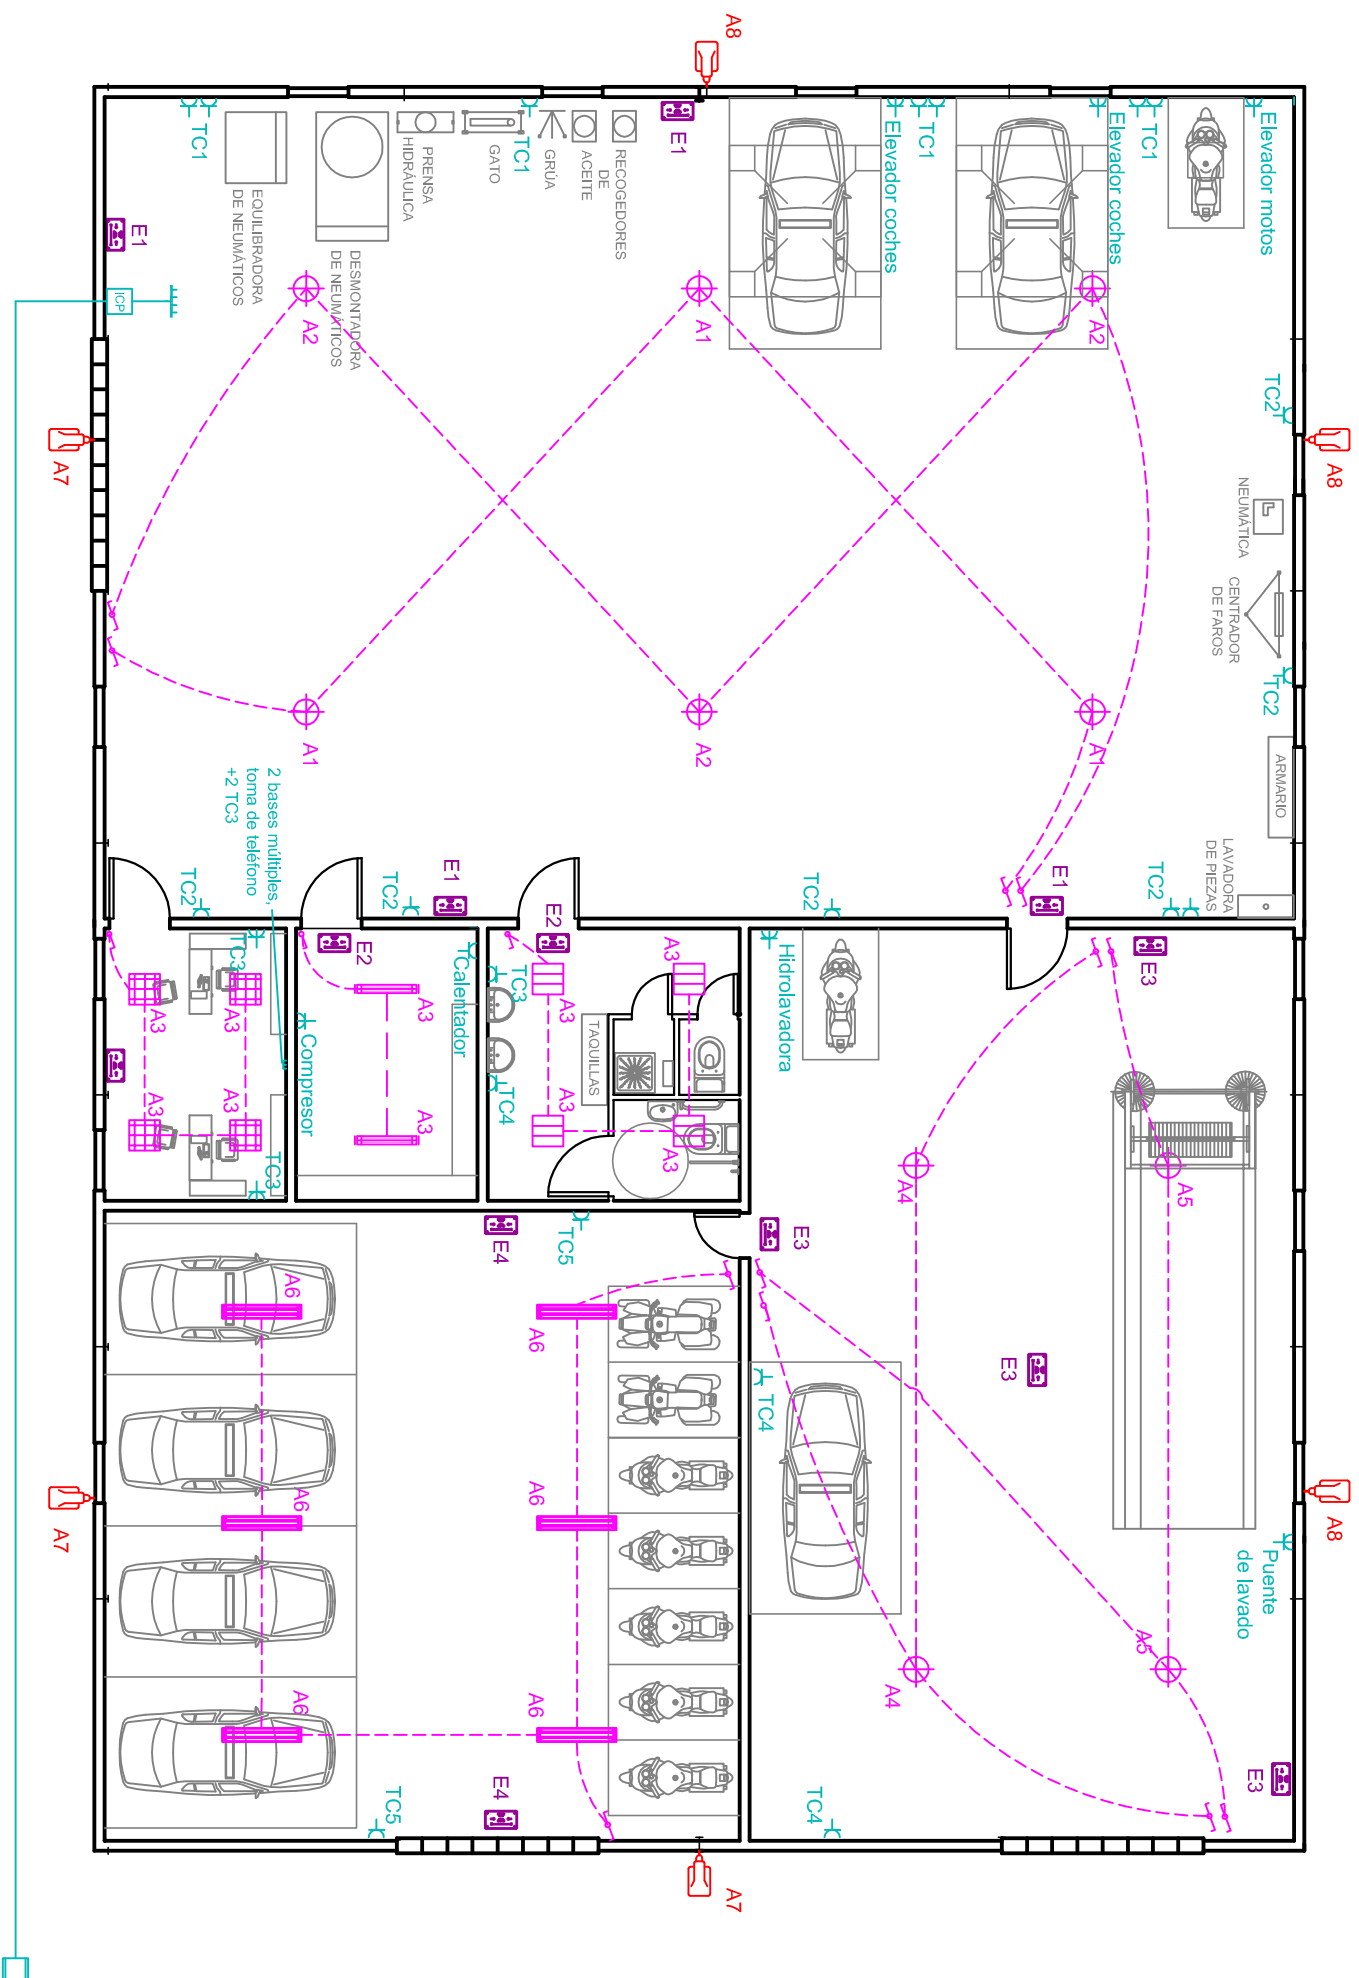 A8
A8
A7
A8
A7
A7
TC1
TC1
E1
Elevador coches
TC1
Elevador coches
TC1
Elevador motos
E1
ICP
EQUILIBRADORA
DE NEUMÁTICOS
DESMONTADORA
DE NEUMÁTICOS
PRENSA
HIDRÁULICA
GATO
GRÚA
RECOGEDORES
DE
ACEITE
A2
A1
A2
TC2
NEUMÁTICA
CENTRADOR
DE FAROS
TC2
ARMARIO
LAVADORA
DE PIEZAS
A1
A2
A1
2 bases múltiples,
toma de teléfono
+2 TC3
TC2
TC2
E1
TC2
E1
TC2
TC3
A3
A3
A3
A3
TC3
E2
A3
A3
Compresor
Calentador
E2
TC3
A3
A3
A3
A3
TC4
TAQUILLAS
Hidrolavadora
E3
A4
A5
E3
E3
TC4
A4
A5
Puente
de lavado
E3
TC4
E4
TC5
A6
A6
A6
A6
A6
A6
E4
TC5